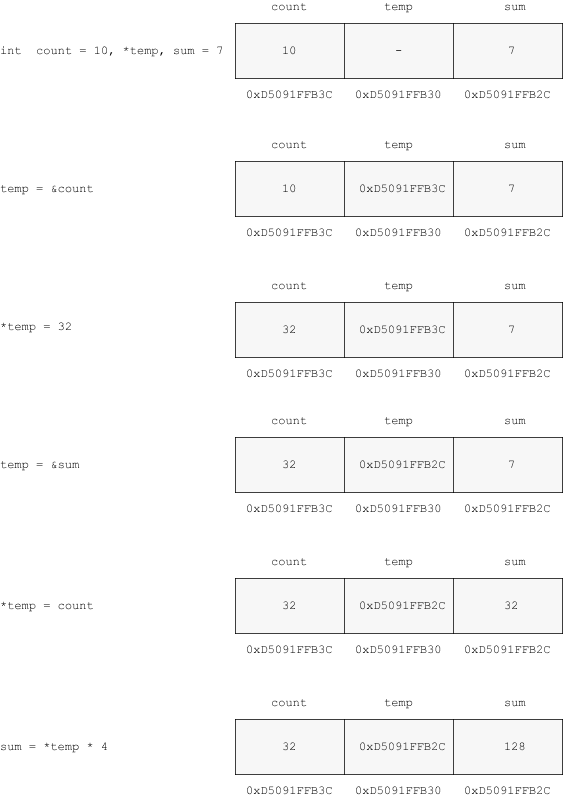 count temp sum
int  count = 10, *temp, sum = 7 10 - 7
0xD5091FFB3C 0xD5091FFB30 0xD5091FFB2C
count temp sum
temp = &count 10 0xD5091FFB3C 7
0xD5091FFB3C 0xD5091FFB30 0xD5091FFB2C
count temp sum
*temp = 32 32 0xD5091FFB3C 7
0xD5091FFB3C 0xD5091FFB30 0xD5091FFB2C
count temp sum
temp = &sum 32 0xD5091FFB2C 7
0xD5091FFB3C 0xD5091FFB30 0xD5091FFB2C
count temp sum
*temp = count 32 0xD5091FFB2C 32
0xD5091FFB3C 0xD5091FFB30 0xD5091FFB2C
count temp sum
sum = *temp * 4 32 0xD5091FFB2C 128
0xD5091FFB3C 0xD5091FFB30 0xD5091FFB2C